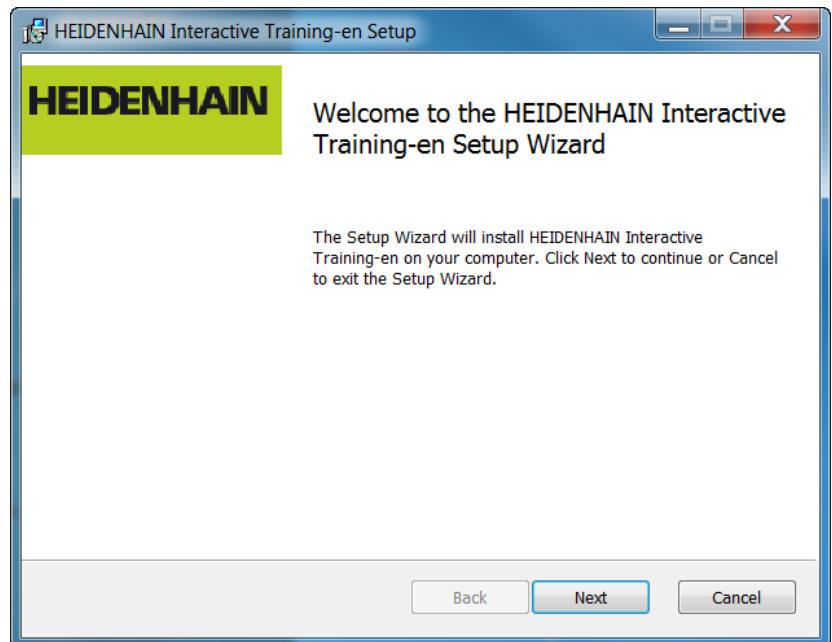 HEIDENHAIN Interactive Training-en Setup
HEIDENHAIN
Welcome to the HEIDENHAIN Interactive
Training-en Setup Wizard
The Setup Wizard will install HEIDENHAIN Interactive
Training-en on your computer. Click Next to continue or Cancel
to exit the Setup Wizard.
Back
Next
Cancel